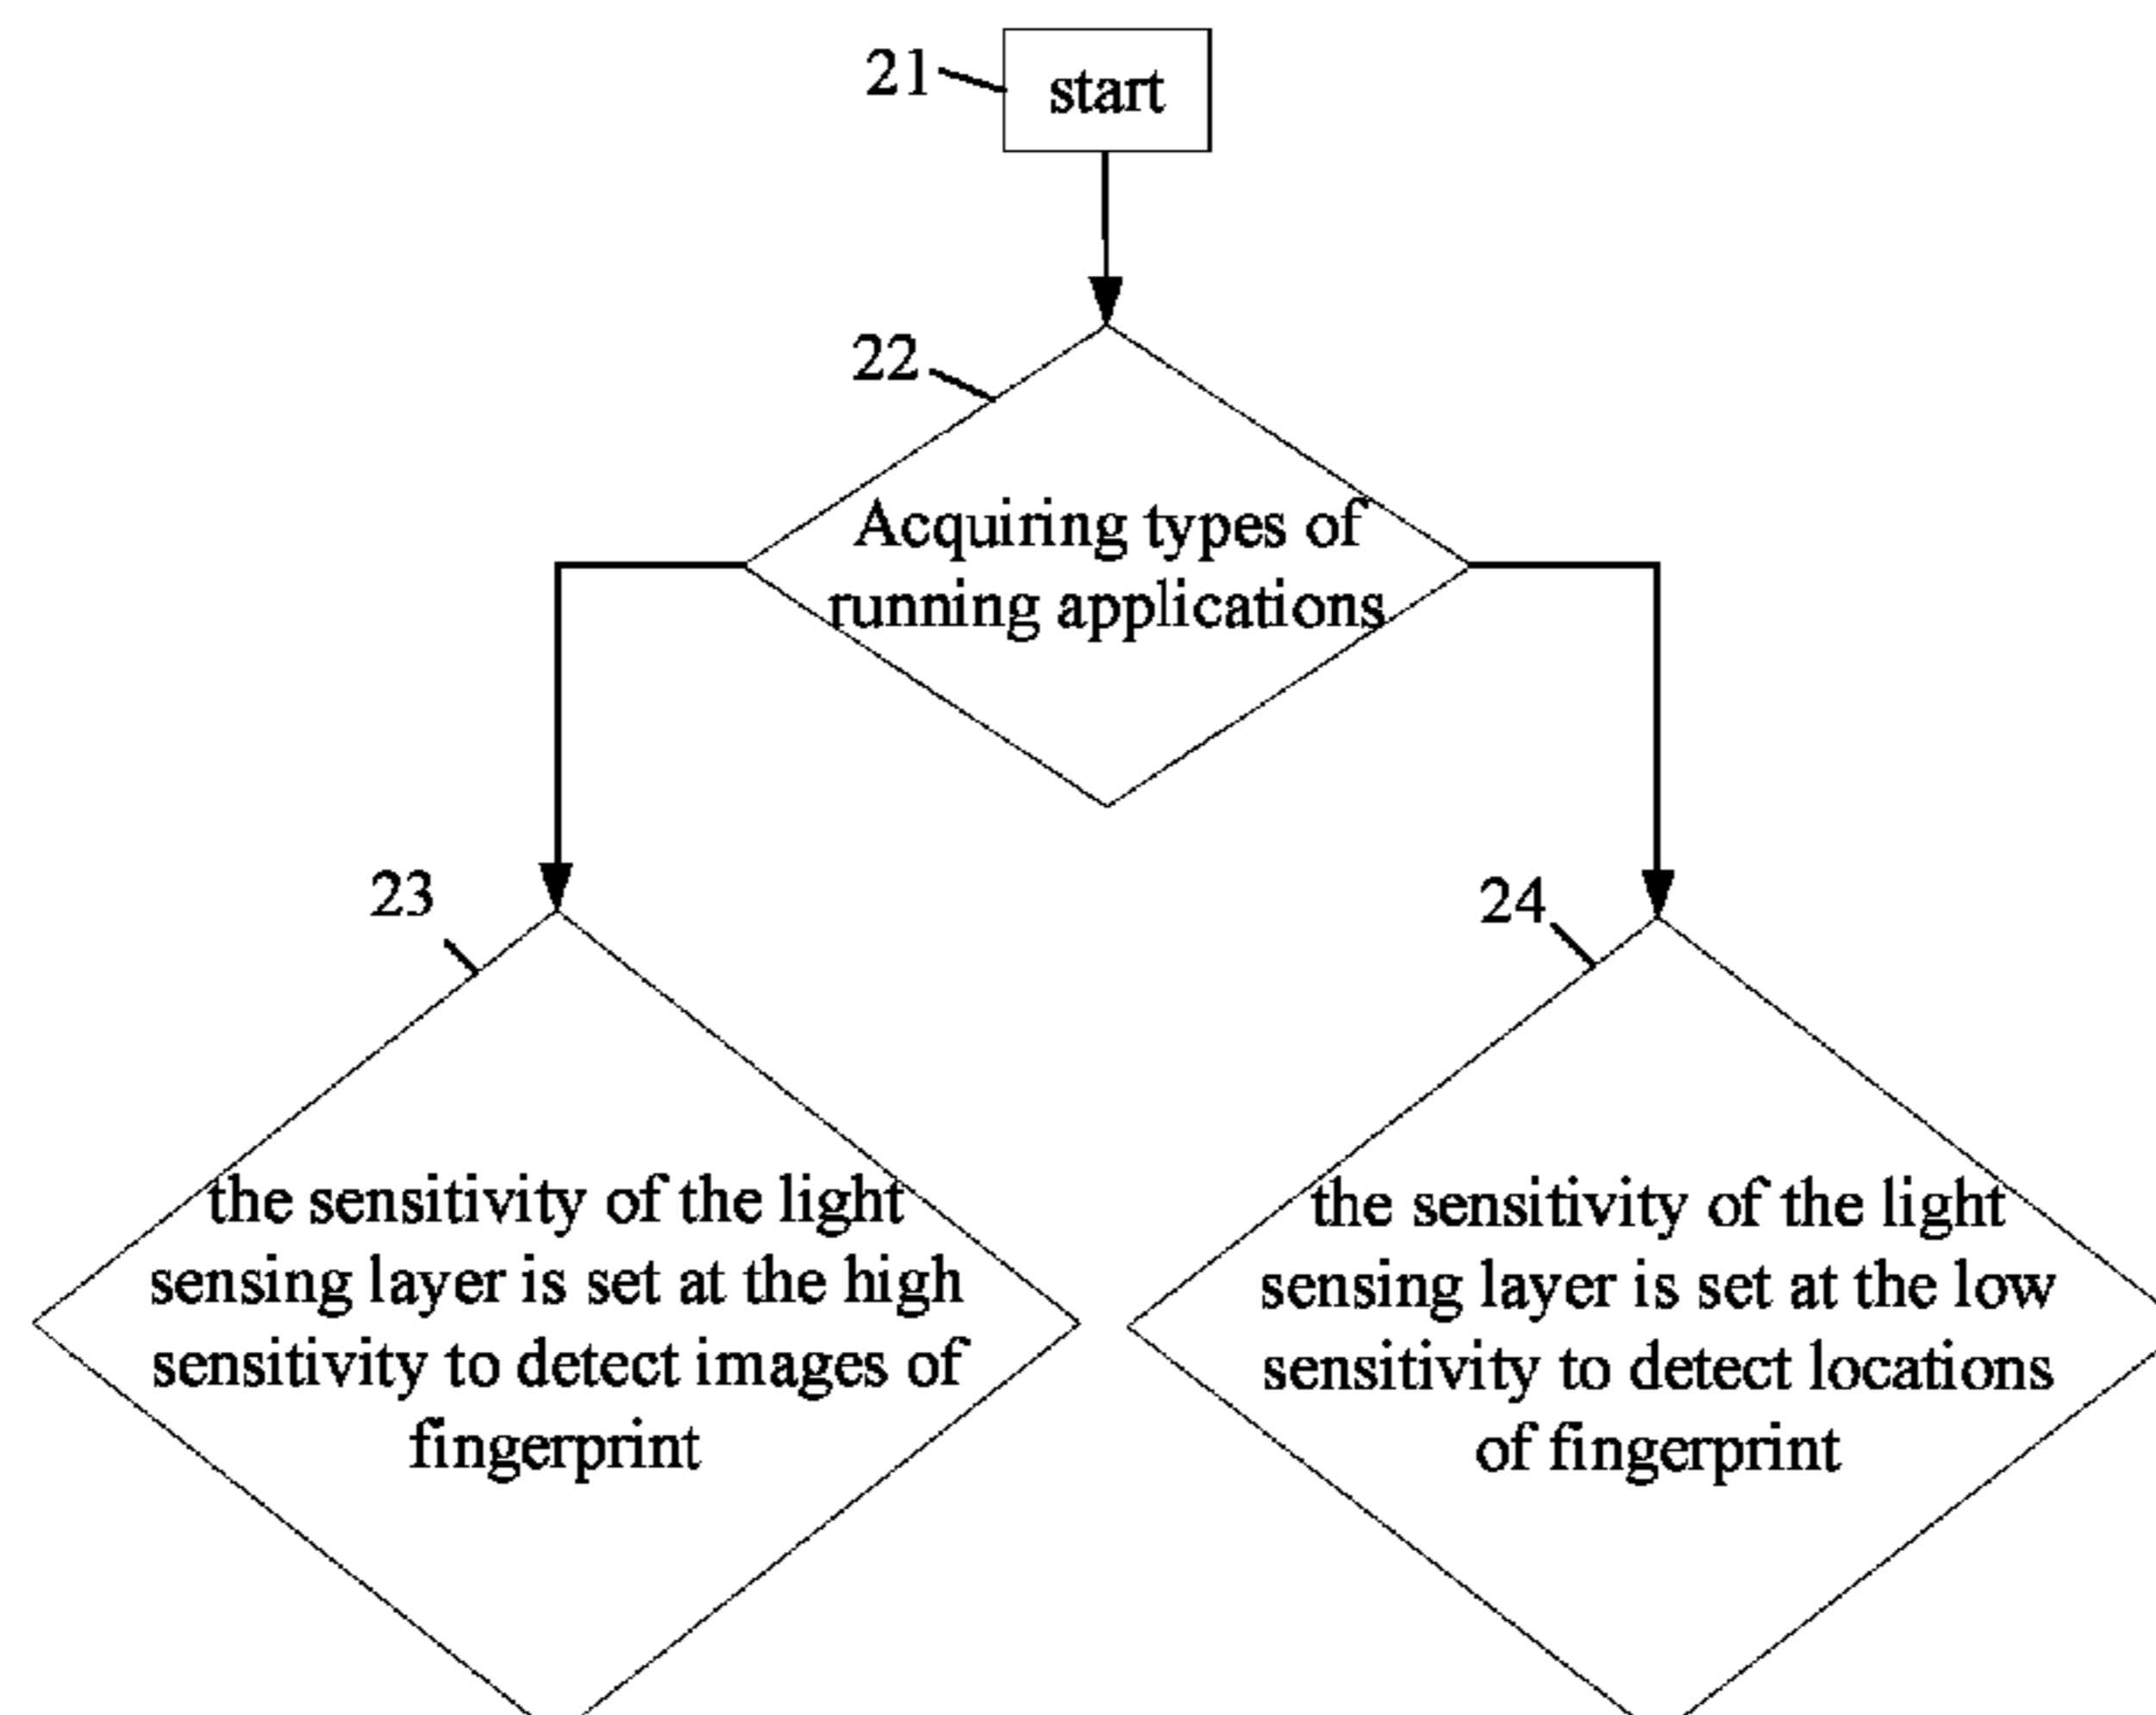 21
start
22
Acquiring types of
running applications
23
the sensitivity of the light
sensing layer is set at the high
sensitivity to detect images of
fingerprint
24
the sensitivity of the light
sensing layer is set at the low
sensitivity to detect locations
of fingerprint